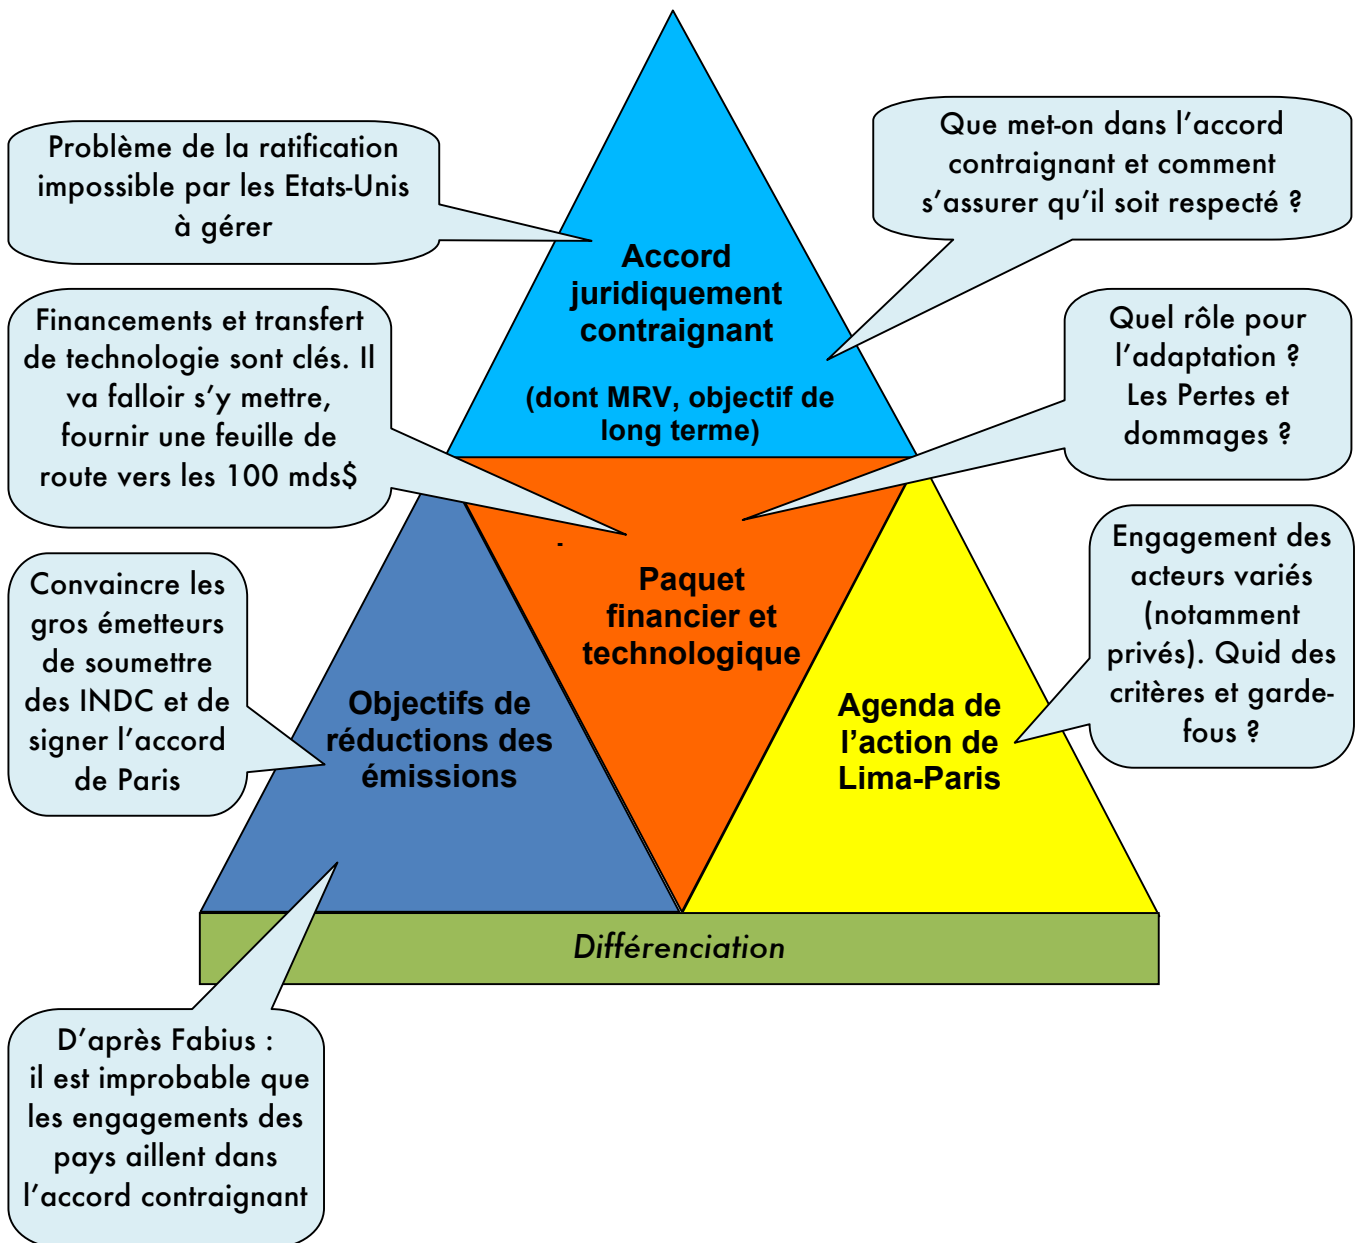 Problème de la ratification
impossible par les Etats-Unis
à gérer
Que met-on dans l’accord
contraignant et comment
s’assurer qu’il soit respecté ?
Accord
juridiquement
contraignant
(dont MRV, objectif de
long terme)
Financements et transfert
de technologie sont clés. Il
va falloir s’y mettre,
fournir une feuille de
route vers les 100 mds$
Quel rôle pour
l’adaptation ?
Les Pertes et
dommages ?
-
Paquet
financier et
technologique
Convaincre les
gros émetteurs
de soumettre
des INDC et de
signer l’accord
de Paris
Engagement des
acteurs variés
(notamment
privés). Quid des
critères et garde-
fous ?
Objectifs de
réductions des
émissions
Agenda de
l’action de
Lima-Paris
Différenciation
D’après Fabius :
il est improbable que
les engagements des
pays aillent dans
l’accord contraignant